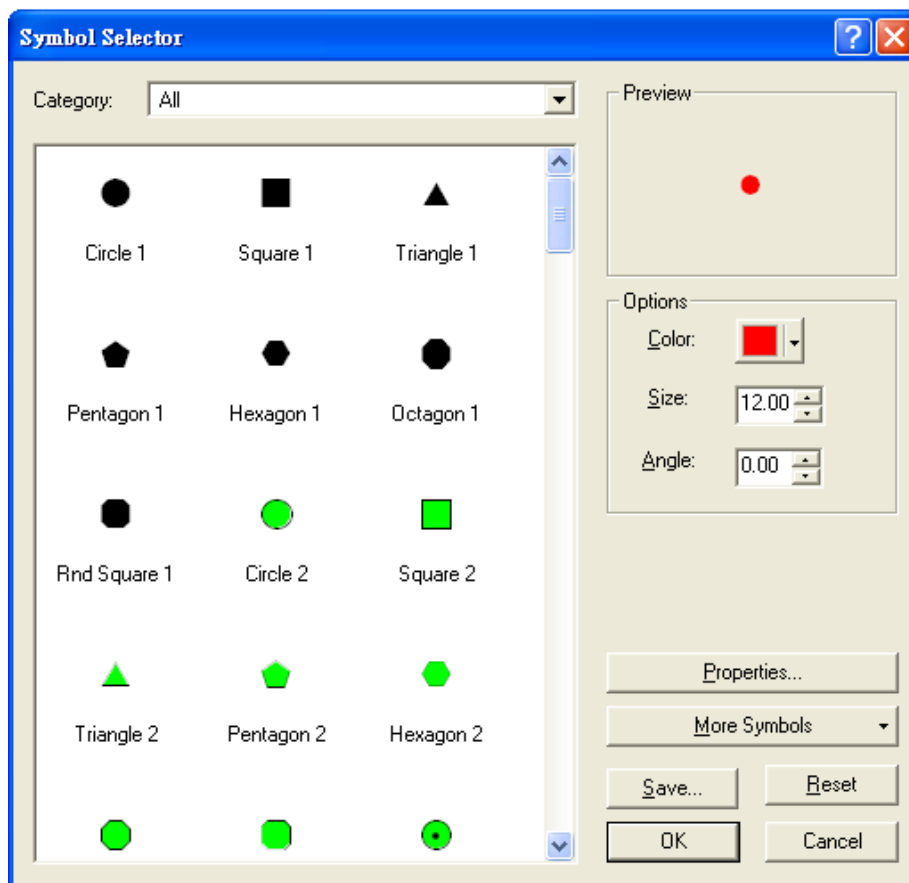 Symbol Selector
?
Category: All
Circle 1 Square 1 Triangle 1
Pentagon 1 Hexagon 1 Octagon 1
Rnd Square 1 Circle 2 Square 2
Triangle 2 Pentagon 2 Hexagon 2
Preview
Options
Color:
Size: 12.00
Angle: 0.00
Properties...
More Symbols
Save... Reset
OK Cancel